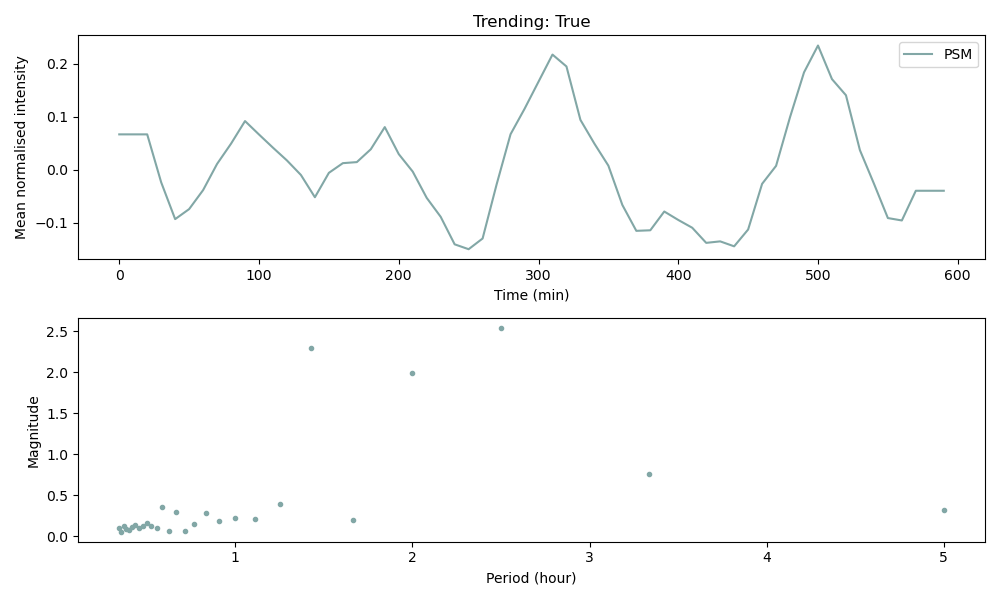 Trending: True
Mean normalised intensity
0.2
0.1
0.0
−0.1
PSM
0 100 200 300 400 500 600
Time (min)
Magnitude
2.5
2.0
1.5
1.0
0.5
0.0
1 2 3 4 5
Period (hour)